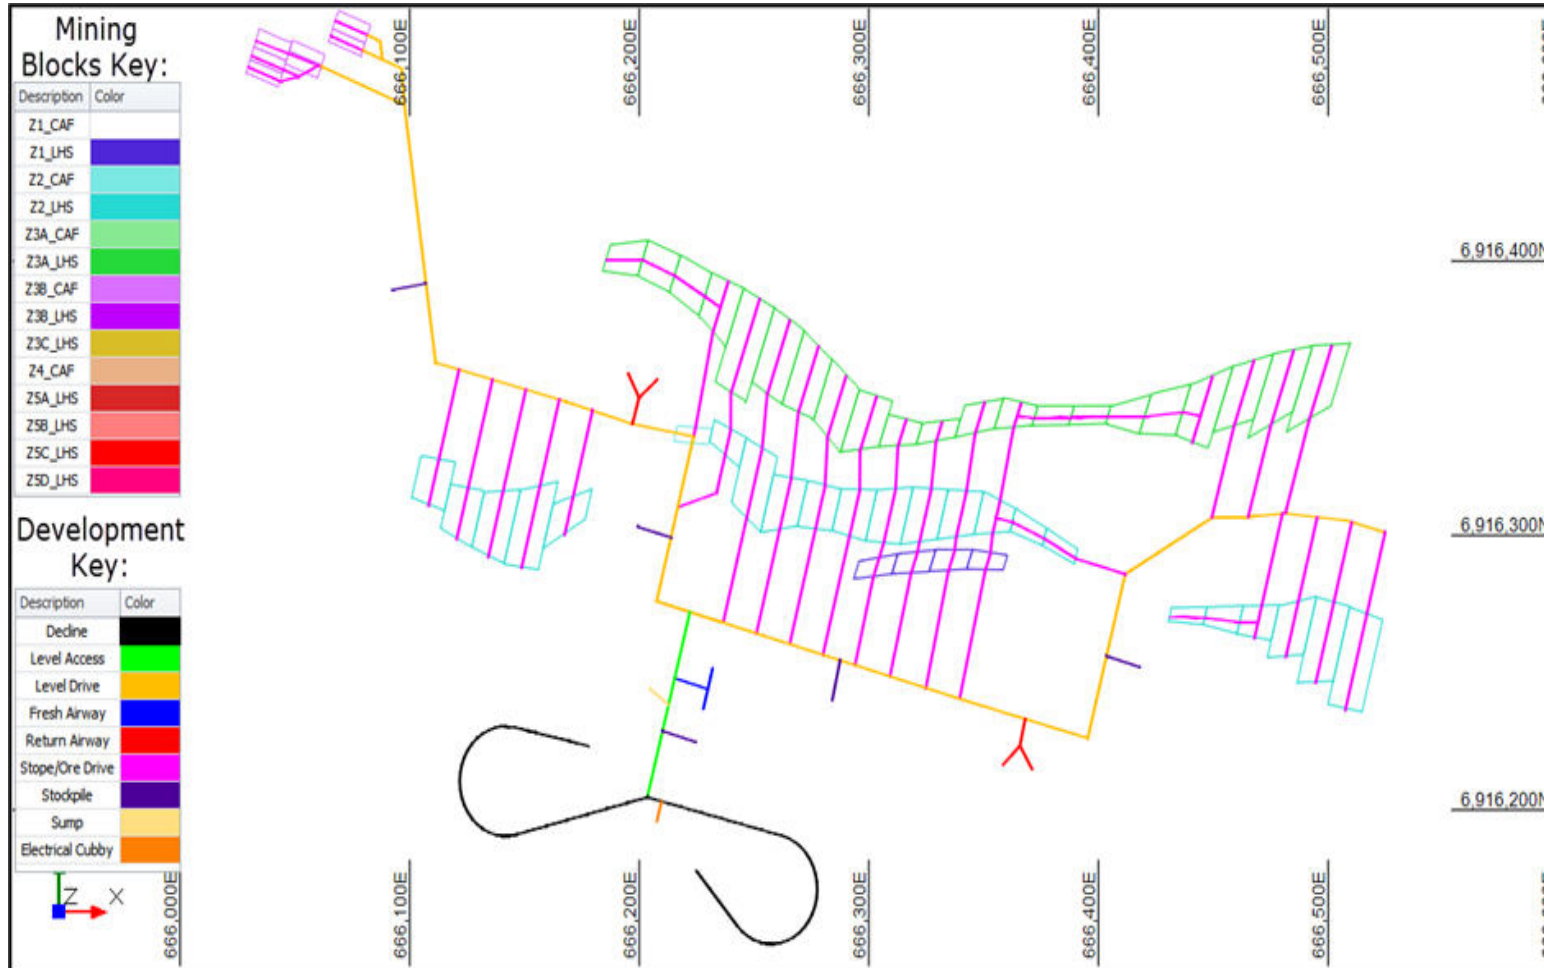 Mining
Blocks Key:
Description Color
Z1_CAF
Z1_LHS
Z2_CAF
Z2_LHS
Z3A_CAF
Z3A_LHS
Z3B_CAF
Z3B_LHS
Z3C_LHS
Z4_CAF
Z5A_LHS
Z5B_LHS
Z5C_LHS
Z5D_LHS
Development
Key:
Description Color
Decline
Level Access
Level Drive
Fresh Airway
Return Airway
Stope/Ore Drive
Stockpile
Sump
Electrical Cubby
Z X
666,100E
666,200E
666,300E
666,400E
666,500E
6,916,400N
6,916,300N
6,916,200N
666,000E
666,100E
666,200E
666,300E
666,400E
666,500E